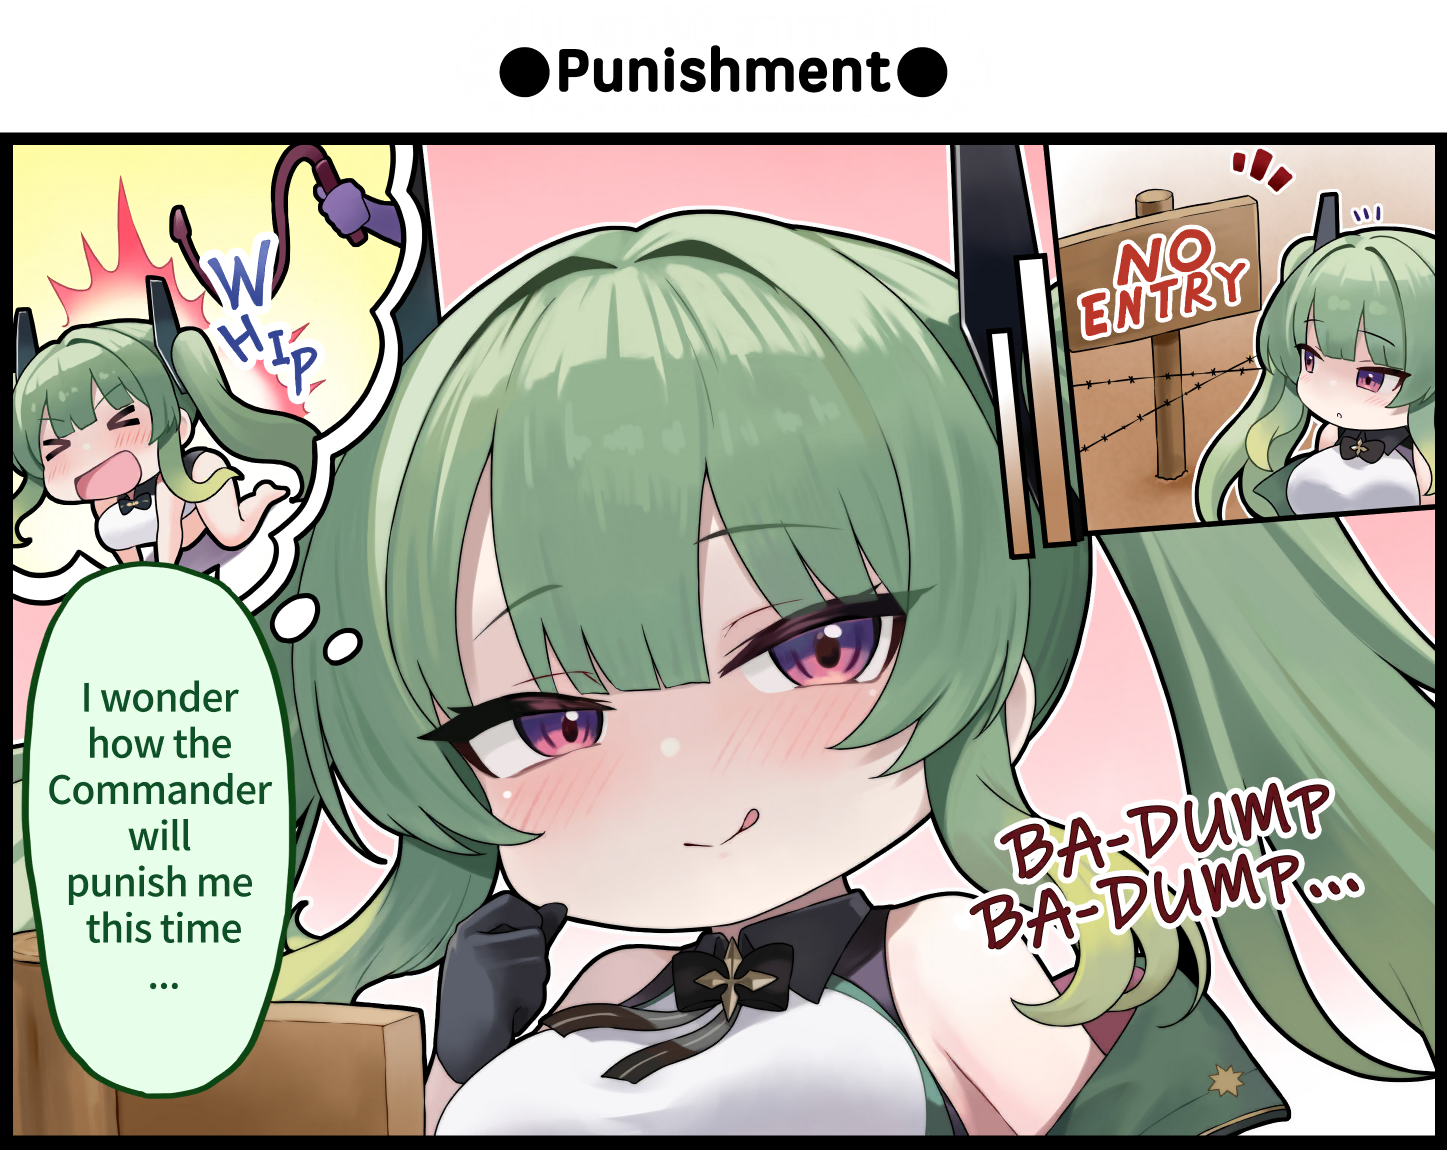 ●Punishment●
NO
ENTRY
WHIP
I wonder
how the
Commander
will
punish me
this time
...
BA-DUMP
BA-DUMP...